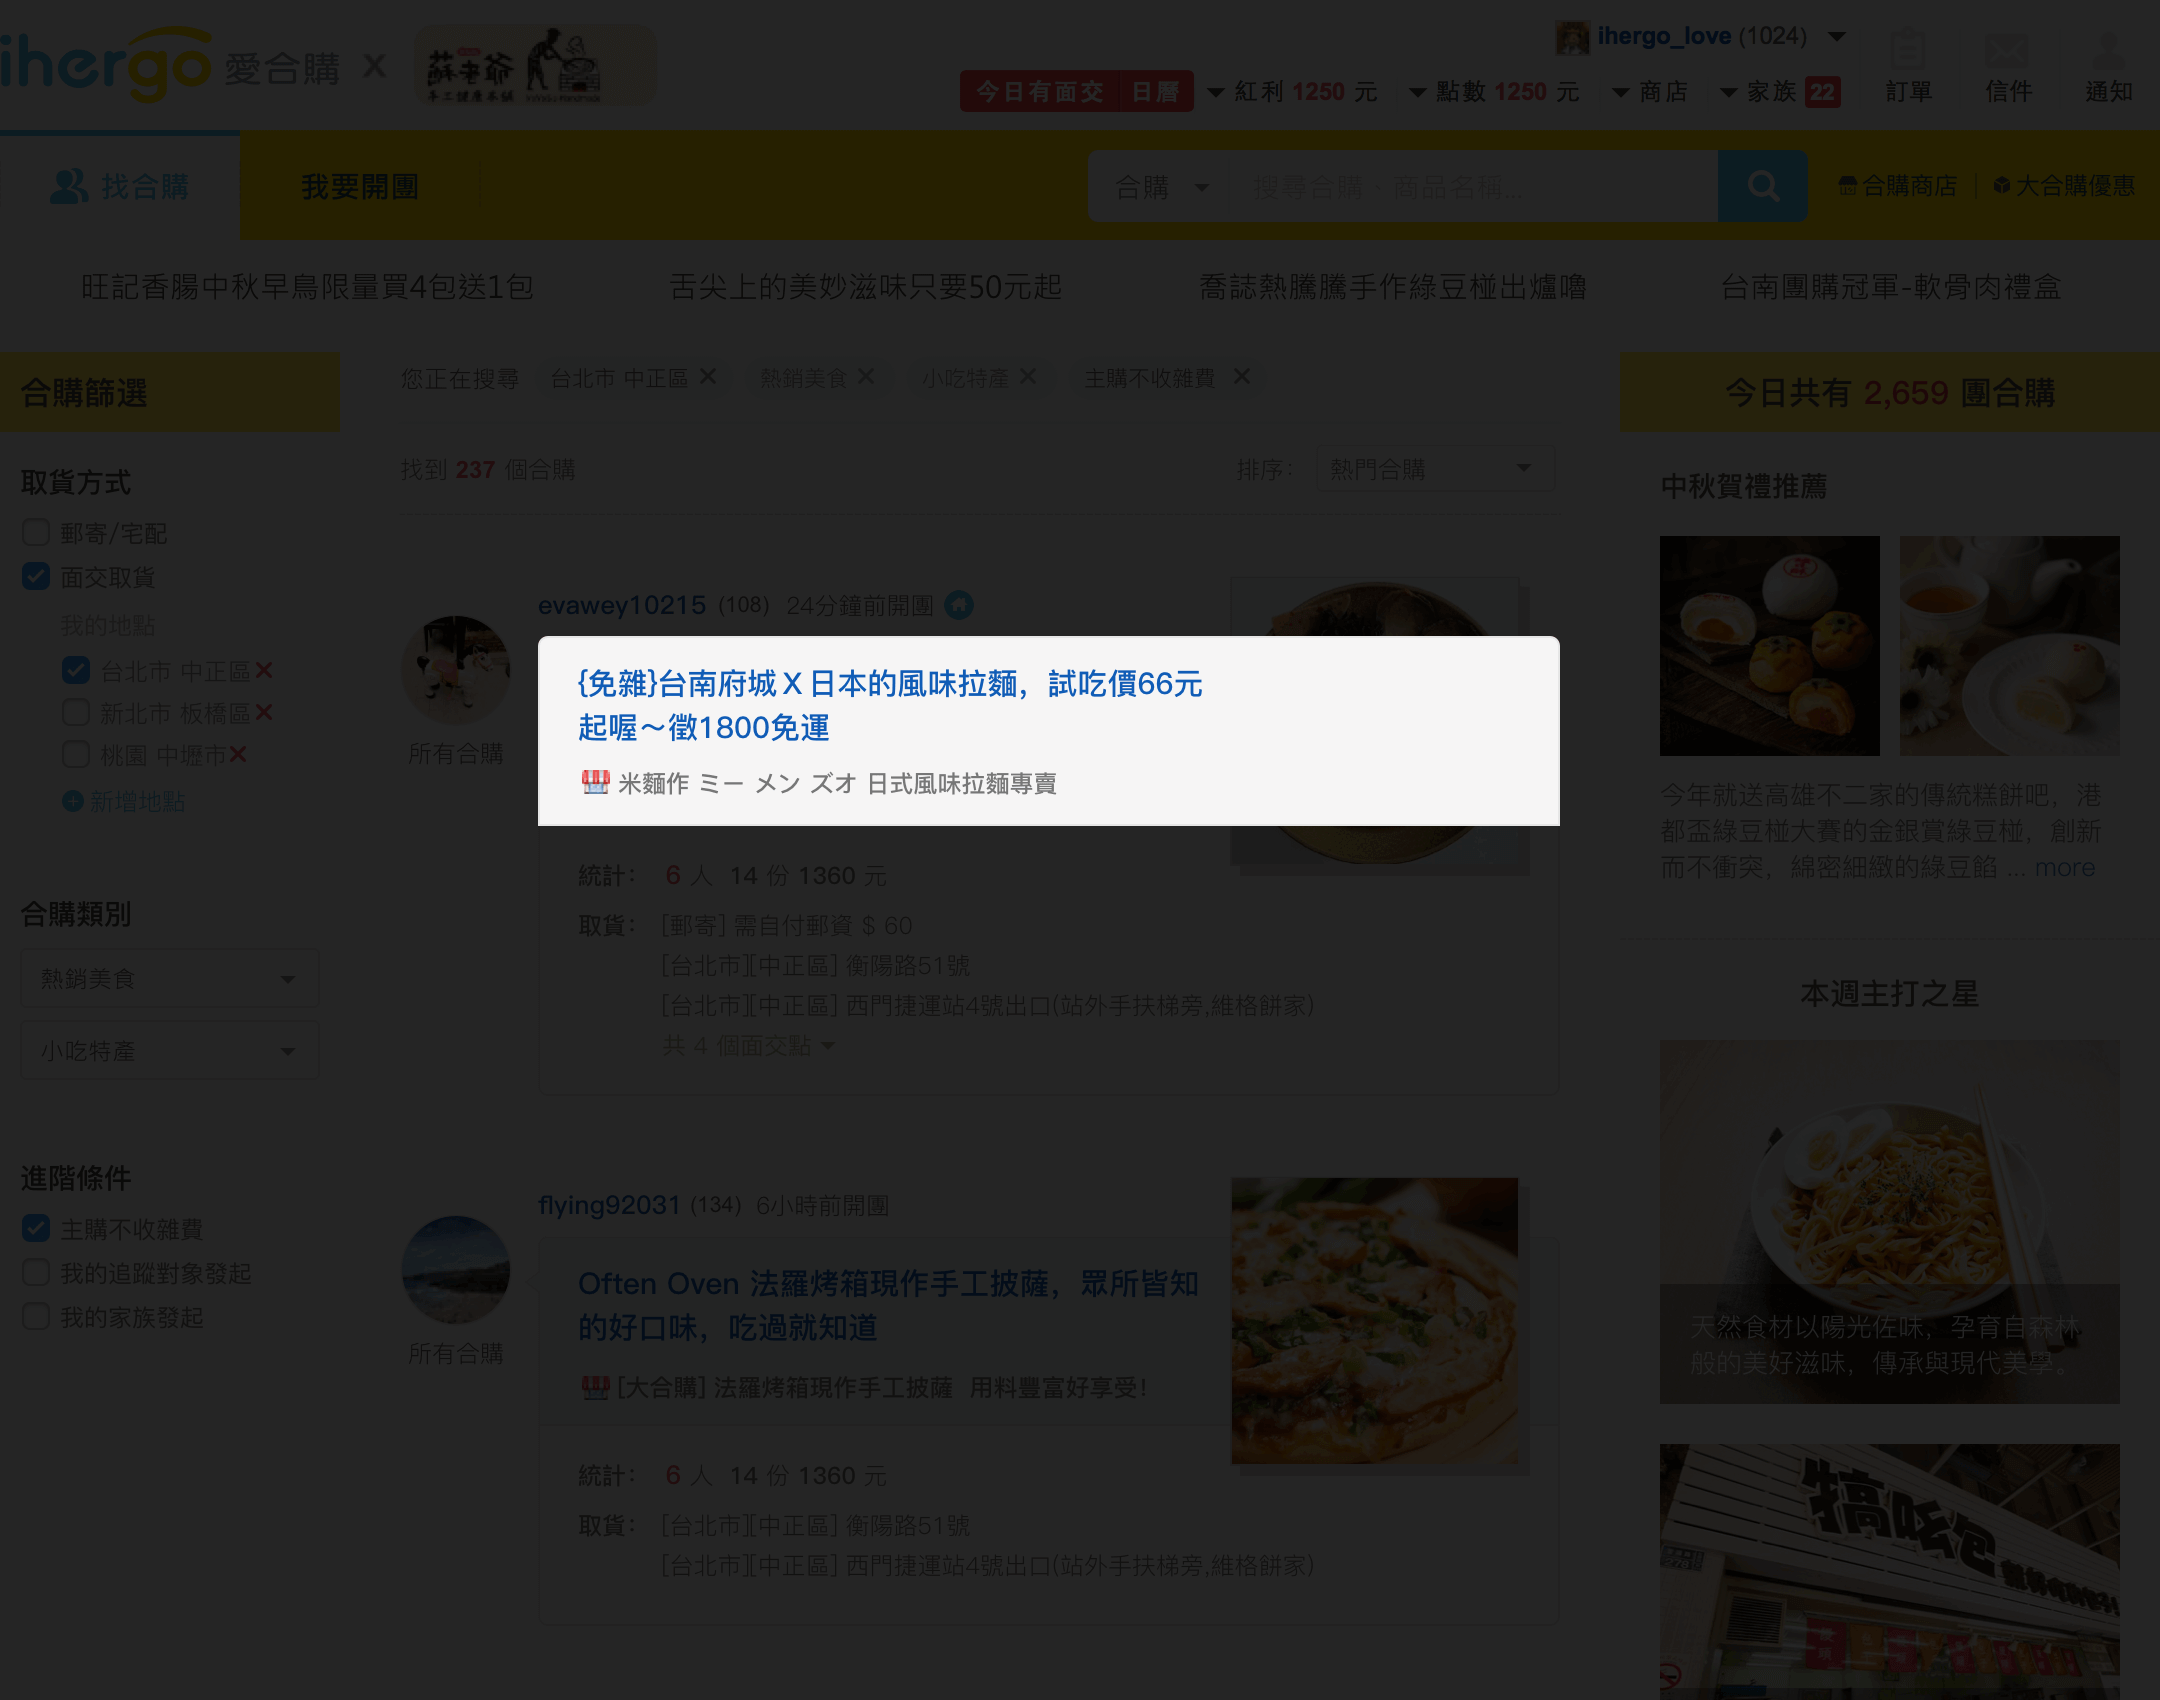 ihergo 愛合購 X 蘇老爺
手工健康本舖
ihergo_love (1024)
今日有面交 日曆 紅利 1250 元 點數 1250 元 商店 家族 22 訂單 信件 通知
找合購 我要開團 合購 搜尋合購、商品名稱... 合購商店 大合購優惠
旺記香腸中秋早鳥限量買4包送1包 舌尖上的美妙滋味只要50元起 喬誌熱騰騰手作綠豆椪出爐嚕 台南團購冠軍-軟骨肉禮盒
合購篩選
取貨方式
郵寄/宅配
面交取貨
我的地點
台北市 中正區
新北市 板橋區
桃園 中壢市
新增地點
合購類別
熱銷美食
小吃特產
進階條件
主購不收雜費
我的追蹤對象發起
我的家族發起
您正在搜尋 台北市 中正區 熱銷美食 小吃特產 主購不收雜費
找到 237 個合購 排序： 熱門合購
evawey10215 (108) 24分鐘前開團
所有合購
{免雜}台南府城 X 日本的風味拉麵，試吃價66元
起喔～徵1800免運
米麵作 ミー メン ズオ 日式風味拉麵專賣
統計： 6 人 14 份 1360 元
取貨： [郵寄] 需自付郵資 $ 60
[台北市][中正區] 衡陽路51號
[台北市][中正區] 西門捷運站4號出口(站外手扶梯旁,維格餅家)
共 4 個面交點
flying92031 (134) 6小時前開團
所有合購
Often Oven 法羅烤箱現作手工披薩，眾所皆知
的好口味，吃過就知道
[大合購] 法羅烤箱現作手工披薩 用料豐富好享受!
統計： 6 人 14 份 1360 元
取貨： [台北市][中正區] 衡陽路51號
[台北市][中正區] 西門捷運站4號出口(站外手扶梯旁,維格餅家)
今日共有 2,659 團合購
中秋賀禮推薦
今年就送高雄不二家的傳統糕餅吧，港
都盃綠豆椪大賽的金銀賞綠豆椪，創新
而不衝突，綿密細緻的綠豆餡 ... more
本週主打之星
天然食材以陽光佐味，孕育自森林
般的美好滋味，傳承與現代美學。